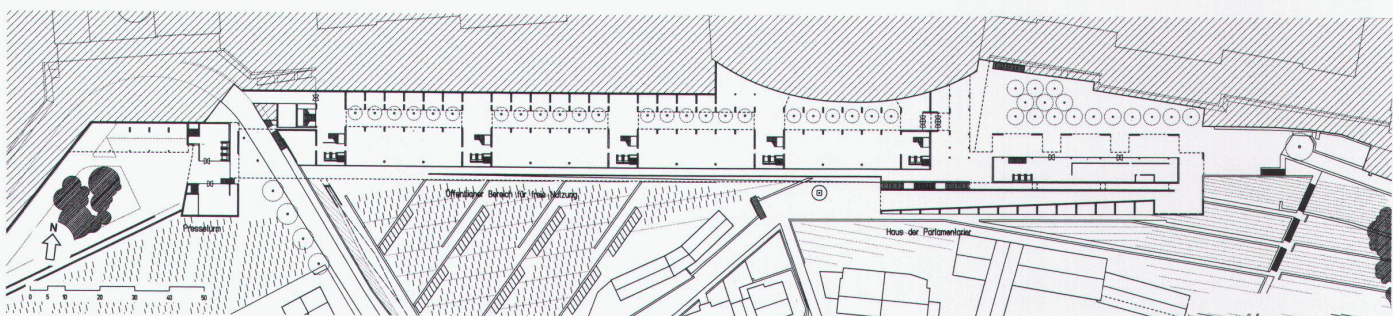 Öffentlicher Bereich für freie Nutzung
Presseturm
Haus der Parlamentarier
N
0 5 10 20 30 40 50